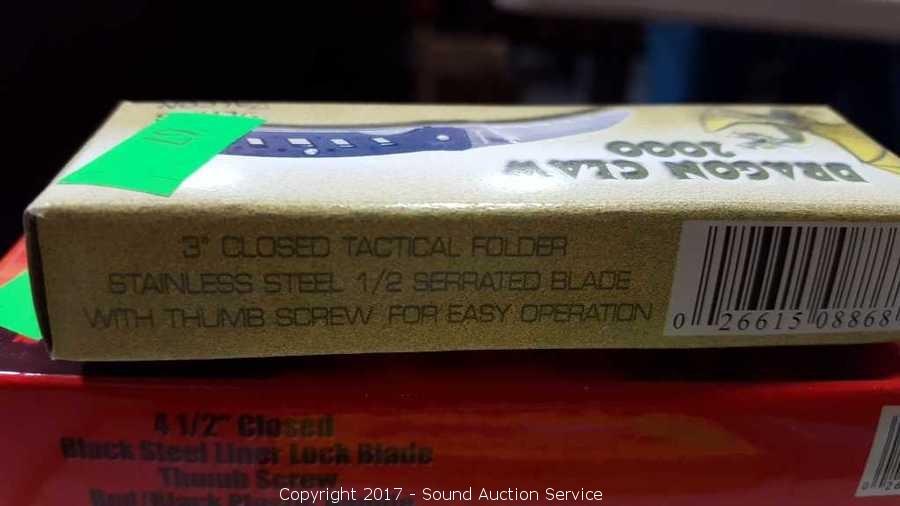 DRAGON CLAW
2000
3" CLOSED TACTICAL FOLDER
STAINLESS STEEL 1/2 SERRATED BLADE
WITH THUMB SCREW FOR EASY OPERATION
0 26615 08868
4 1/2" Closed
Black Steel Liner Lock Blade
Thumb Screw
Copyright 2017 - Sound Auction Service